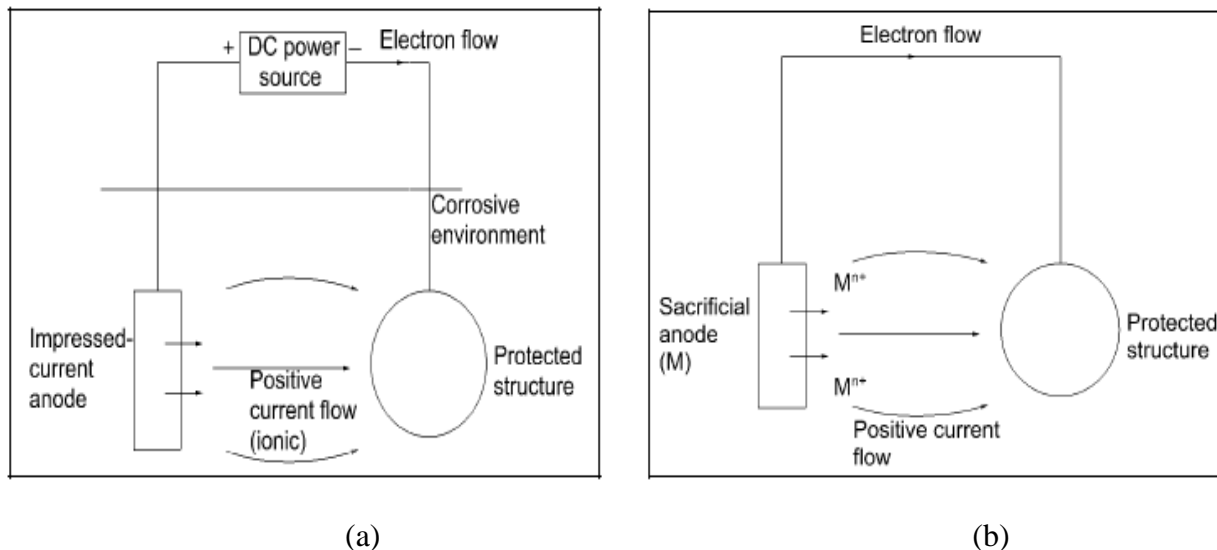 + DC power –
source
Electron flow
Corrosive
environment
Impressed-
current
anode
Positive
current flow
(ionic)
Protected
structure
(a)
Electron flow
Sacrificial
anode
(M)
Mⁿ⁺
Mⁿ⁺
Positive current
flow
Protected
structure
(b)